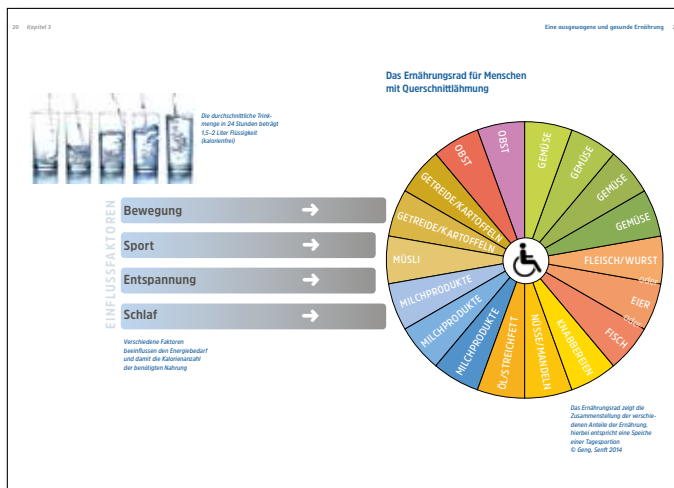 20 Kapitel 3
Eine ausgewogene und gesunde Ernährung
Das Ernährungsrad für Menschen
mit Querschnittlähmung
Die durchschnittliche Trink-
menge in 24 Stunden beträgt
1,5–2 Liter Flüssigkeit
(kalorienfrei)
EINFLUSSFAKTOREN
Bewegung
Sport
Entspannung
Schlaf
Verschiedene Faktoren
beeinflussen den Energiebedarf
und damit die Kalorienanzahl
der benötigten Nahrung
OBST
GEMÜSE
GEMÜSE
GEMÜSE
GEMÜSE
FLEISCH/WURST
oder
EIER
oder
FISCH
KNABBEREIEN
NÜSSE/MANDELN
ÖL/STREICHFETT
MILCHPRODUKTE
MILCHPRODUKTE
MILCHPRODUKTE
MÜSLI
GETREIDE/KARTOFFELN
GETREIDE/KARTOFFELN
OBST
Das Ernährungsrad zeigt die
Zusammenstellung der verschie-
denen Anteile der Ernährung,
hierbei entspricht eine Speiche
einer Tagesportion
© Geng, Senft 2014